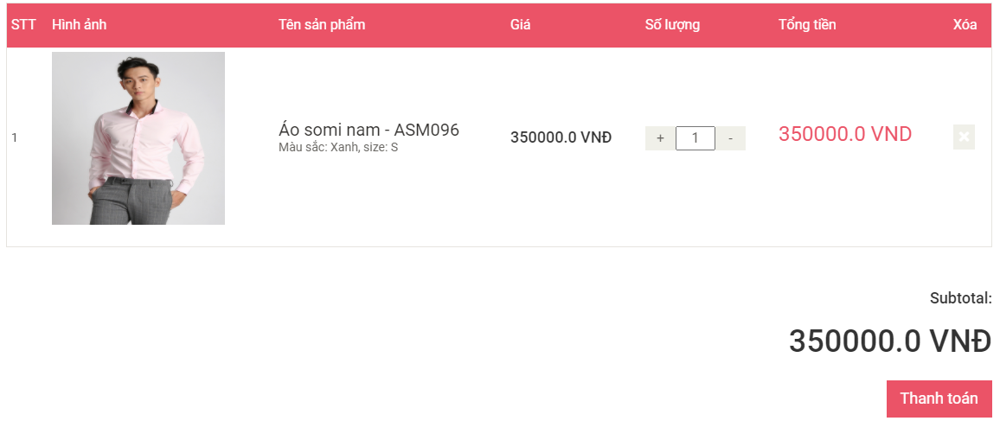 STT Hình ảnh Tên sản phẩm Giá Số lượng Tổng tiền Xóa
1 Áo somi nam - ASM096 350000.0 VNĐ + 1 - 350000.0 VND
Màu sắc: Xanh, size: S
Subtotal:
350000.0 VNĐ
Thanh toán